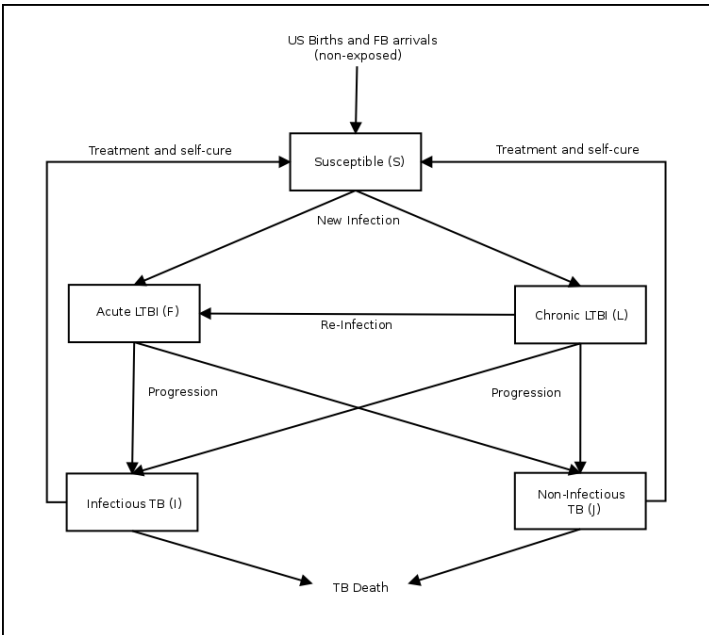 US Births and FB arrivals
(non-exposed)
Treatment and self-cure
Treatment and self-cure
Susceptible (S)
New Infection
Acute LTBI (F)
Chronic LTBI (L)
Re-Infection
Progression
Progression
Infectious TB (I)
Non-Infectious
TB (J)
TB Death